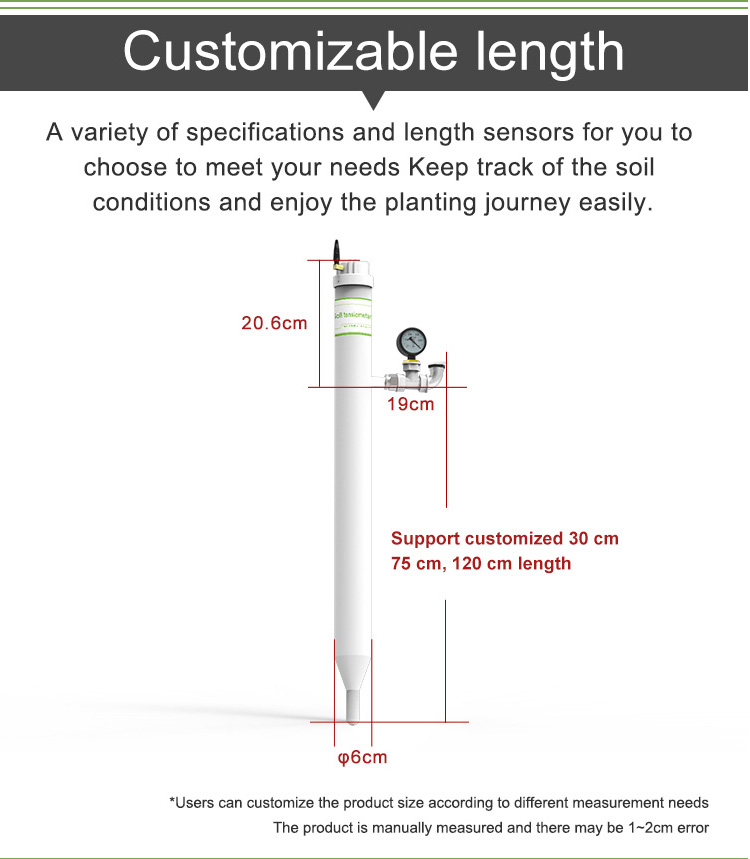 Customizable length
A variety of specifications and length sensors for you to
choose to meet your needs Keep track of the soil
conditions and enjoy the planting journey easily.
20.6cm
19cm
Support customized 30 cm
75 cm, 120 cm length
φ6cm
*Users can customize the product size according to different measurement needs
The product is manually measured and there may be 1~2cm error